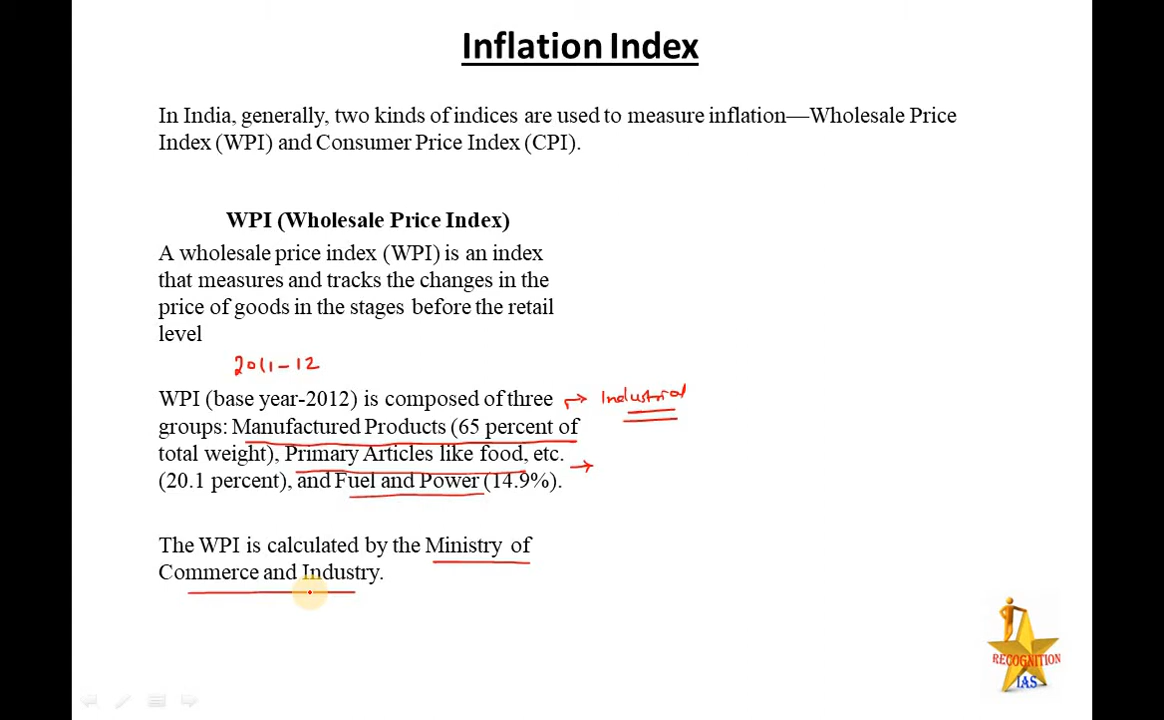 Inflation Index
In India, generally, two kinds of indices are used to measure inflation—Wholesale Price
Index (WPI) and Consumer Price Index (CPI).
WPI (Wholesale Price Index)
A wholesale price index (WPI) is an index
that measures and tracks the changes in the
price of goods in the stages before the retail
level
2011-12
WPI (base year-2012) is composed of three
Industrial
groups: Manufactured Products (65 percent of
total weight), Primary Articles like food, etc.
(20.1 percent), and Fuel and Power (14.9%).
The WPI is calculated by the Ministry of
Commerce and Industry.
RECOGNITION
IAS